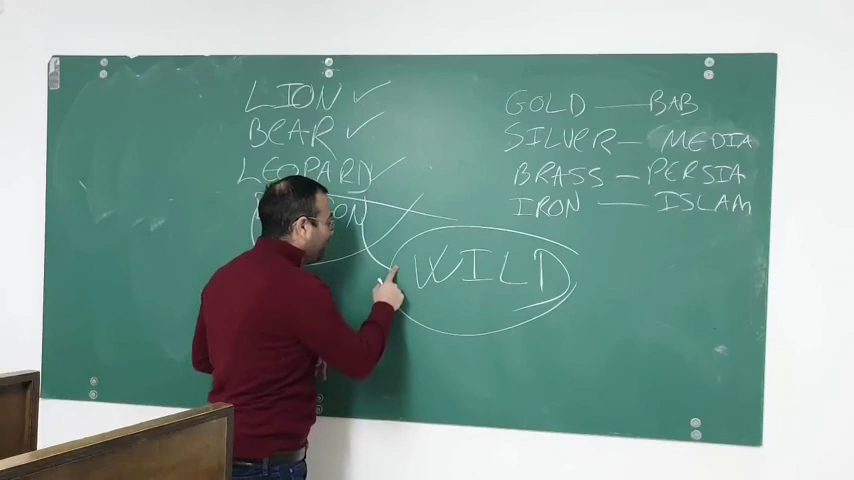 LION
BEAR
LEOPARD
WILD
GOLD — BAB
SILVER — MEDIA
BRASS — PERSIA
IRON — ISLAM